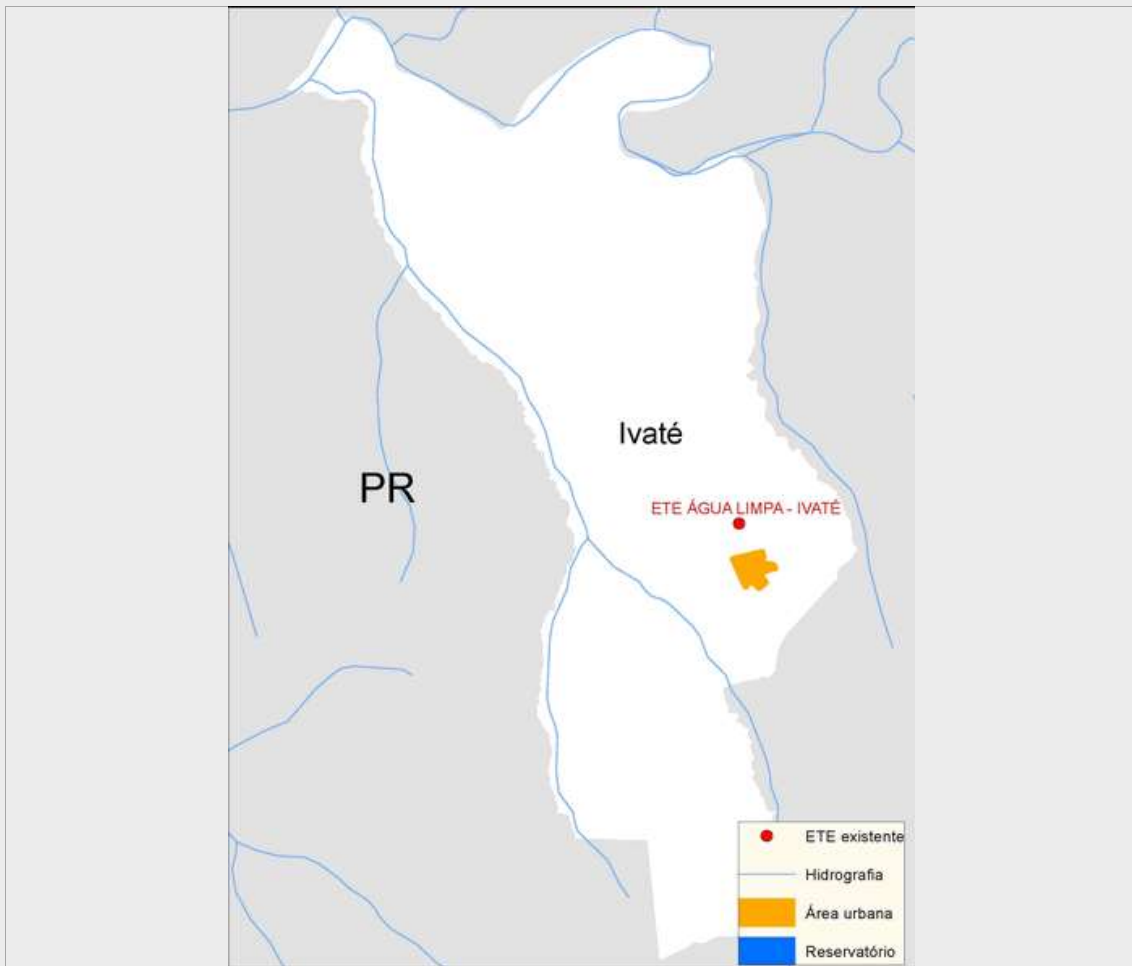 Ivaté
PR
ETE ÁGUA LIMPA - IVATÉ
ETE existente
Hidrografia
Área urbana
Reservatório